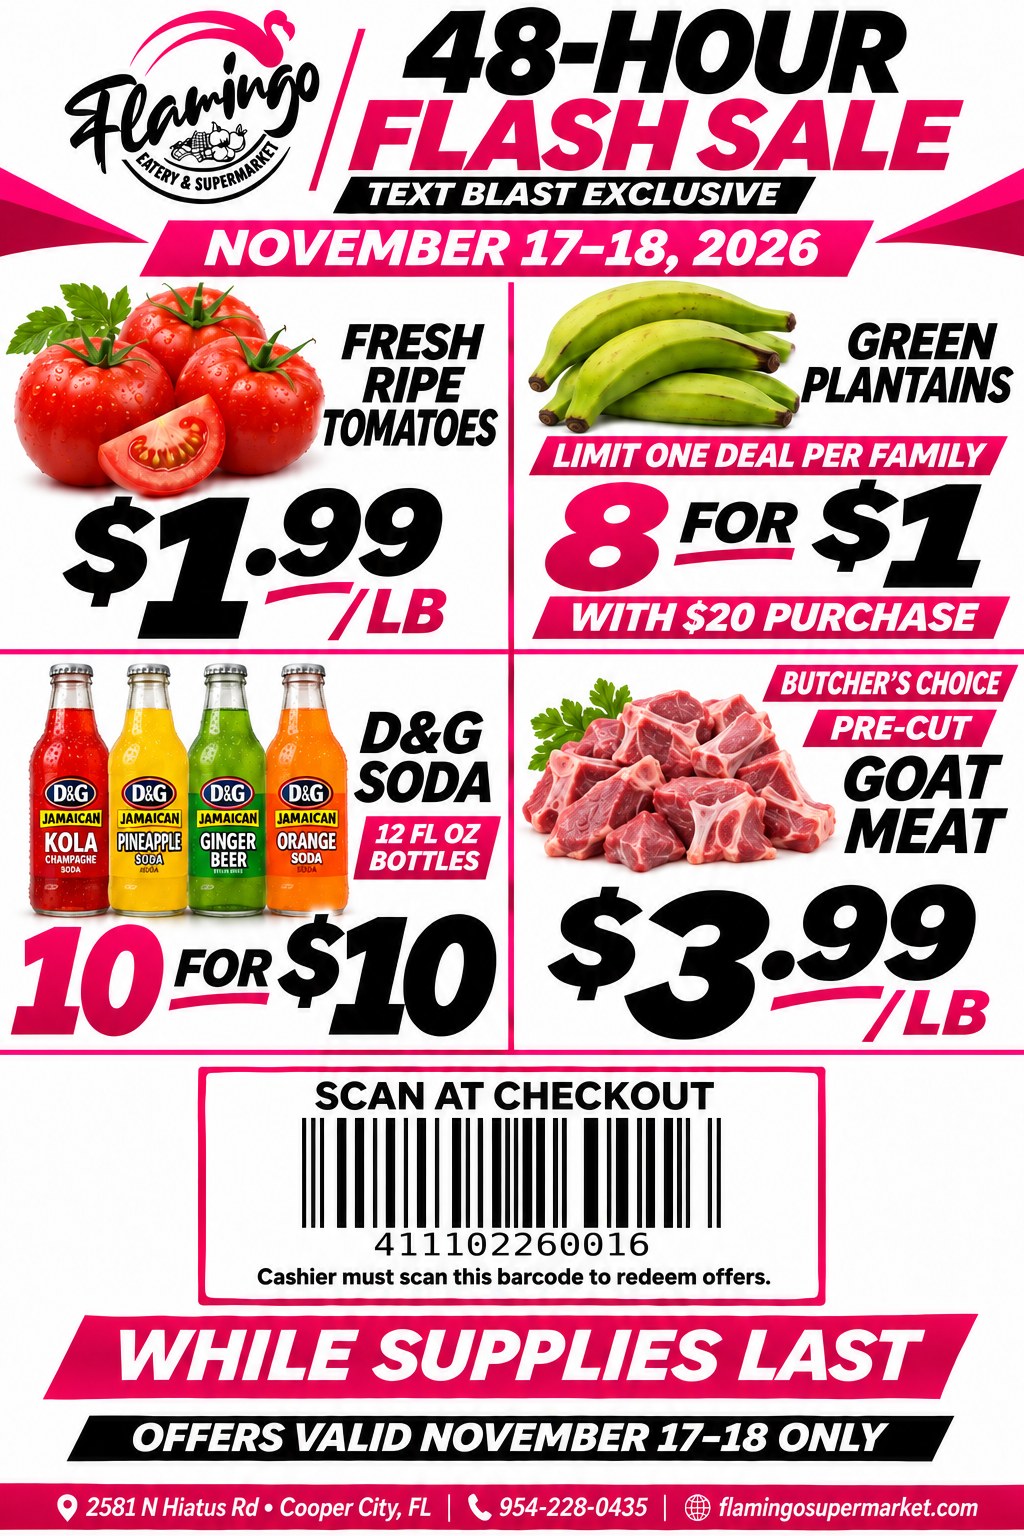 Flamingo
EATERY & SUPERMARKET
48-HOUR
FLASH SALE
TEXT BLAST EXCLUSIVE
NOVEMBER 17–18, 2026
FRESH
RIPE
TOMATOES
$1.99
/LB
GREEN
PLANTAINS
LIMIT ONE DEAL PER FAMILY
8 FOR $1
WITH $20 PURCHASE
D&G
JAMAICAN
KOLA
CHAMPAGNE
SODA
D&G
JAMAICAN
PINEAPPLE
SODA
D&G
JAMAICAN
GINGER
BEER
D&G
JAMAICAN
ORANGE
SODA
D&G
SODA
12 FL OZ
BOTTLES
10 FOR $10
BUTCHER'S CHOICE
PRE-CUT
GOAT
MEAT
$3.99
/LB
SCAN AT CHECKOUT
411102260016
Cashier must scan this barcode to redeem offers.
WHILE SUPPLIES LAST
OFFERS VALID NOVEMBER 17–18 ONLY
2581 N Hiatus Rd • Cooper City, FL | 954-228-0435 | flamingosupermarket.com